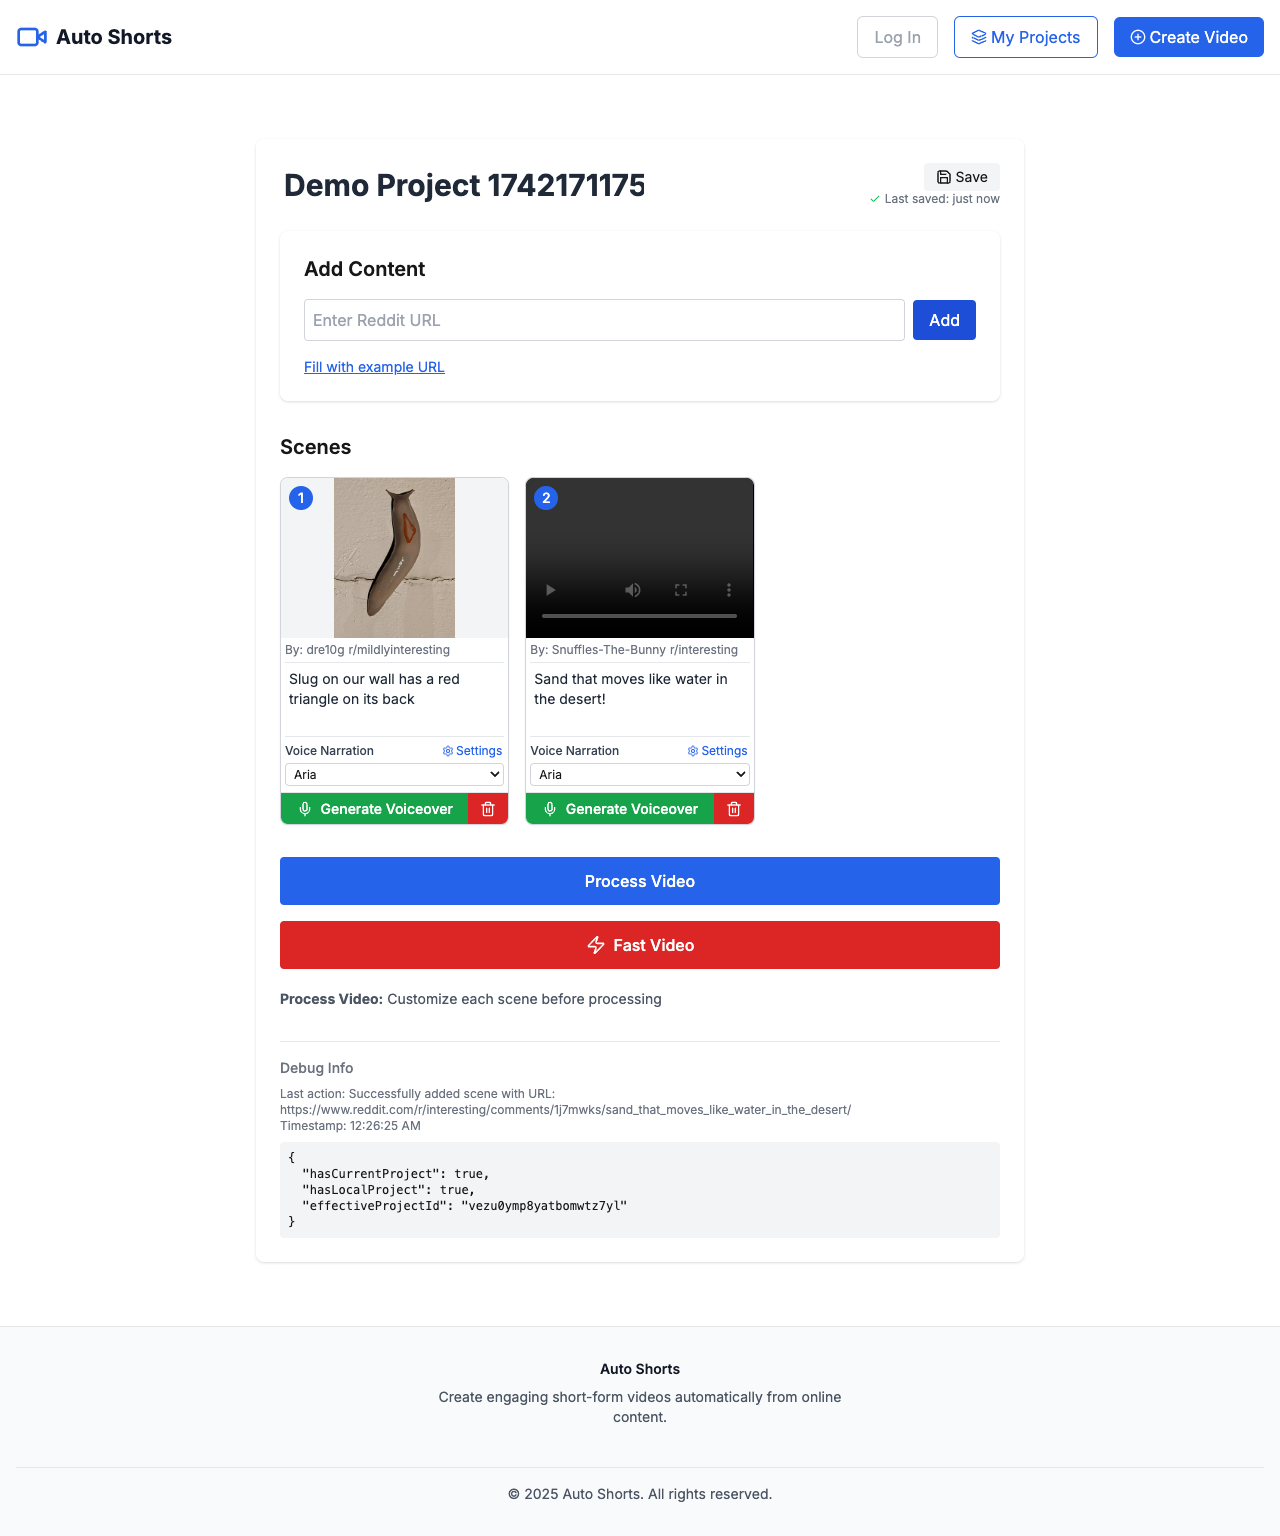 Auto Shorts
Log In
My Projects
Create Video
Demo Project 1742171175
Save
Last saved: just now
Add Content
Enter Reddit URL
Add
Fill with example URL
Scenes
1
By: dre10g r/mildlyinteresting
Slug on our wall has a red
triangle on its back
Voice Narration
Settings
Aria
Generate Voiceover
2
By: Snuffles-The-Bunny r/interesting
Sand that moves like water in
the desert!
Voice Narration
Settings
Aria
Generate Voiceover
Process Video
Fast Video
Process Video: Customize each scene before processing
Debug Info
Last action: Successfully added scene with URL:
https://www.reddit.com/r/interesting/comments/1j7mwks/sand_that_moves_like_water_in_the_desert/
Timestamp: 12:26:25 AM
{
  "hasCurrentProject": true,
  "hasLocalProject": true,
  "effectiveProjectId": "vezu0ymp8yatbomwtz7yl"
}
Auto Shorts
Create engaging short-form videos automatically from online
content.
© 2025 Auto Shorts. All rights reserved.